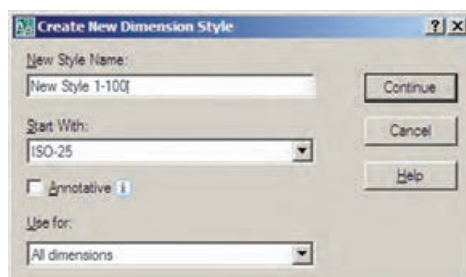 Create New Dimension Style
New Style Name:
New Style 1-100
Continue
Start With:
ISO-25
Cancel
Annotative
Help
Use for:
All dimensions